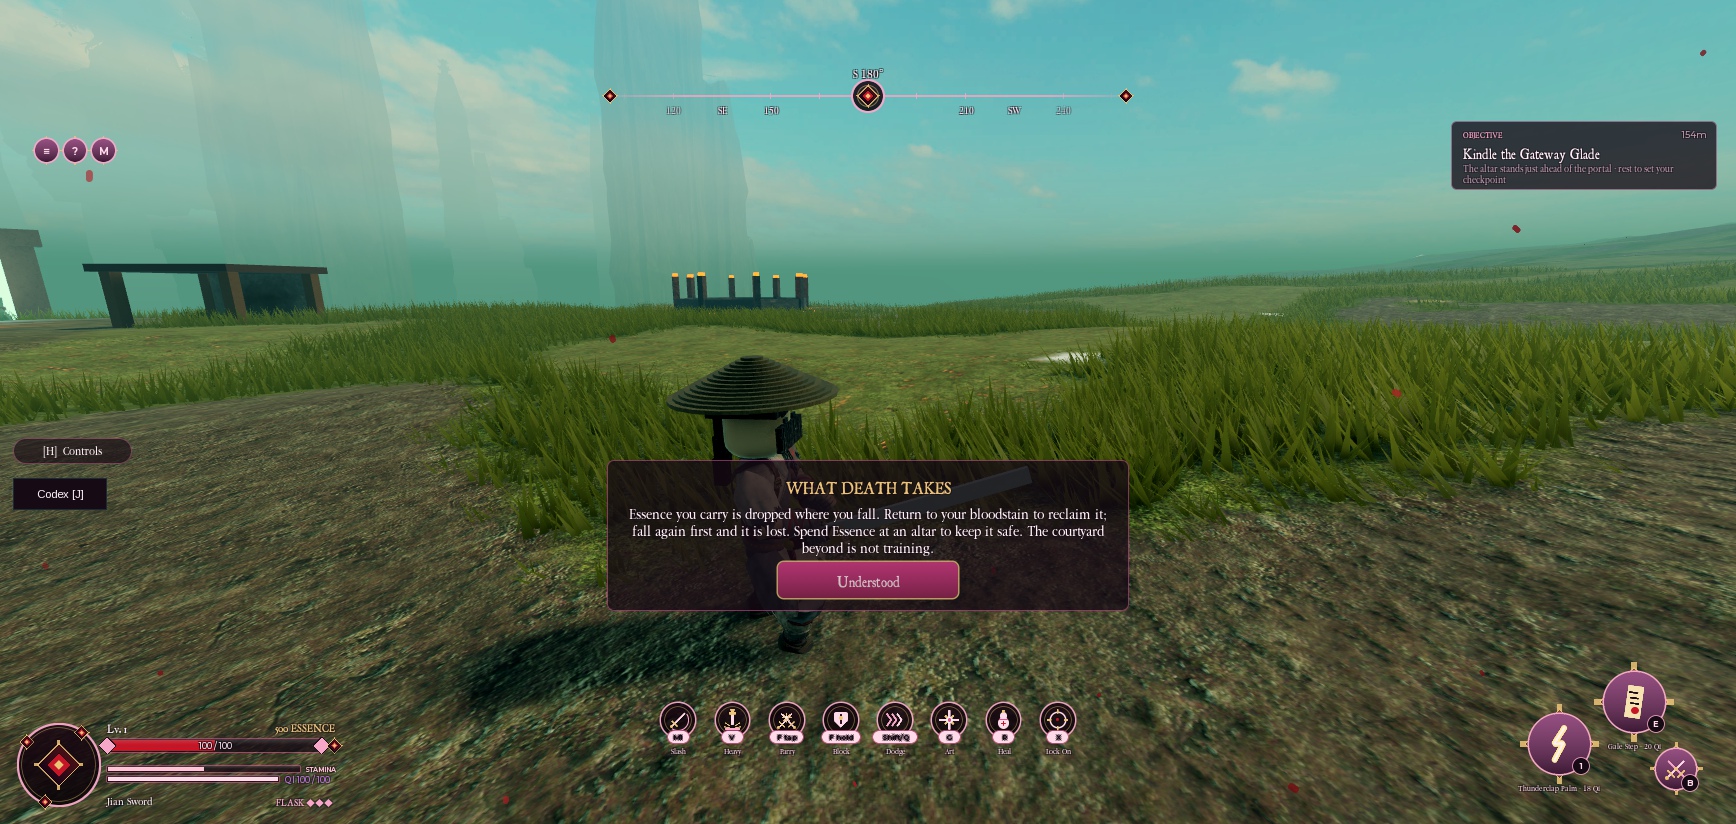 S 180°
120 SE 150 210 SW 240
≡ ? M
OBJECTIVE 154m
Kindle the Gateway Glade
The altar stands just ahead of the portal · rest to set your
checkpoint
[H] Controls
Codex [J]
WHAT DEATH TAKES
Essence you carry is dropped where you fall. Return to your bloodstain to reclaim it;
fall again first and it is lost. Spend Essence at an altar to keep it safe. The courtyard
beyond is not training.
Understood
Lv. 1 500 ESSENCE
100 / 100
STAMINA
QI 100 / 100
Jian Sword FLASK
M1 V F tap F hold Shift/Q G R X
Slash Heavy Parry Block Dodge Art Heal Lock On
E
Gale Step · 20 Qi
1
B
Thunderclap Palm · 18 Qi